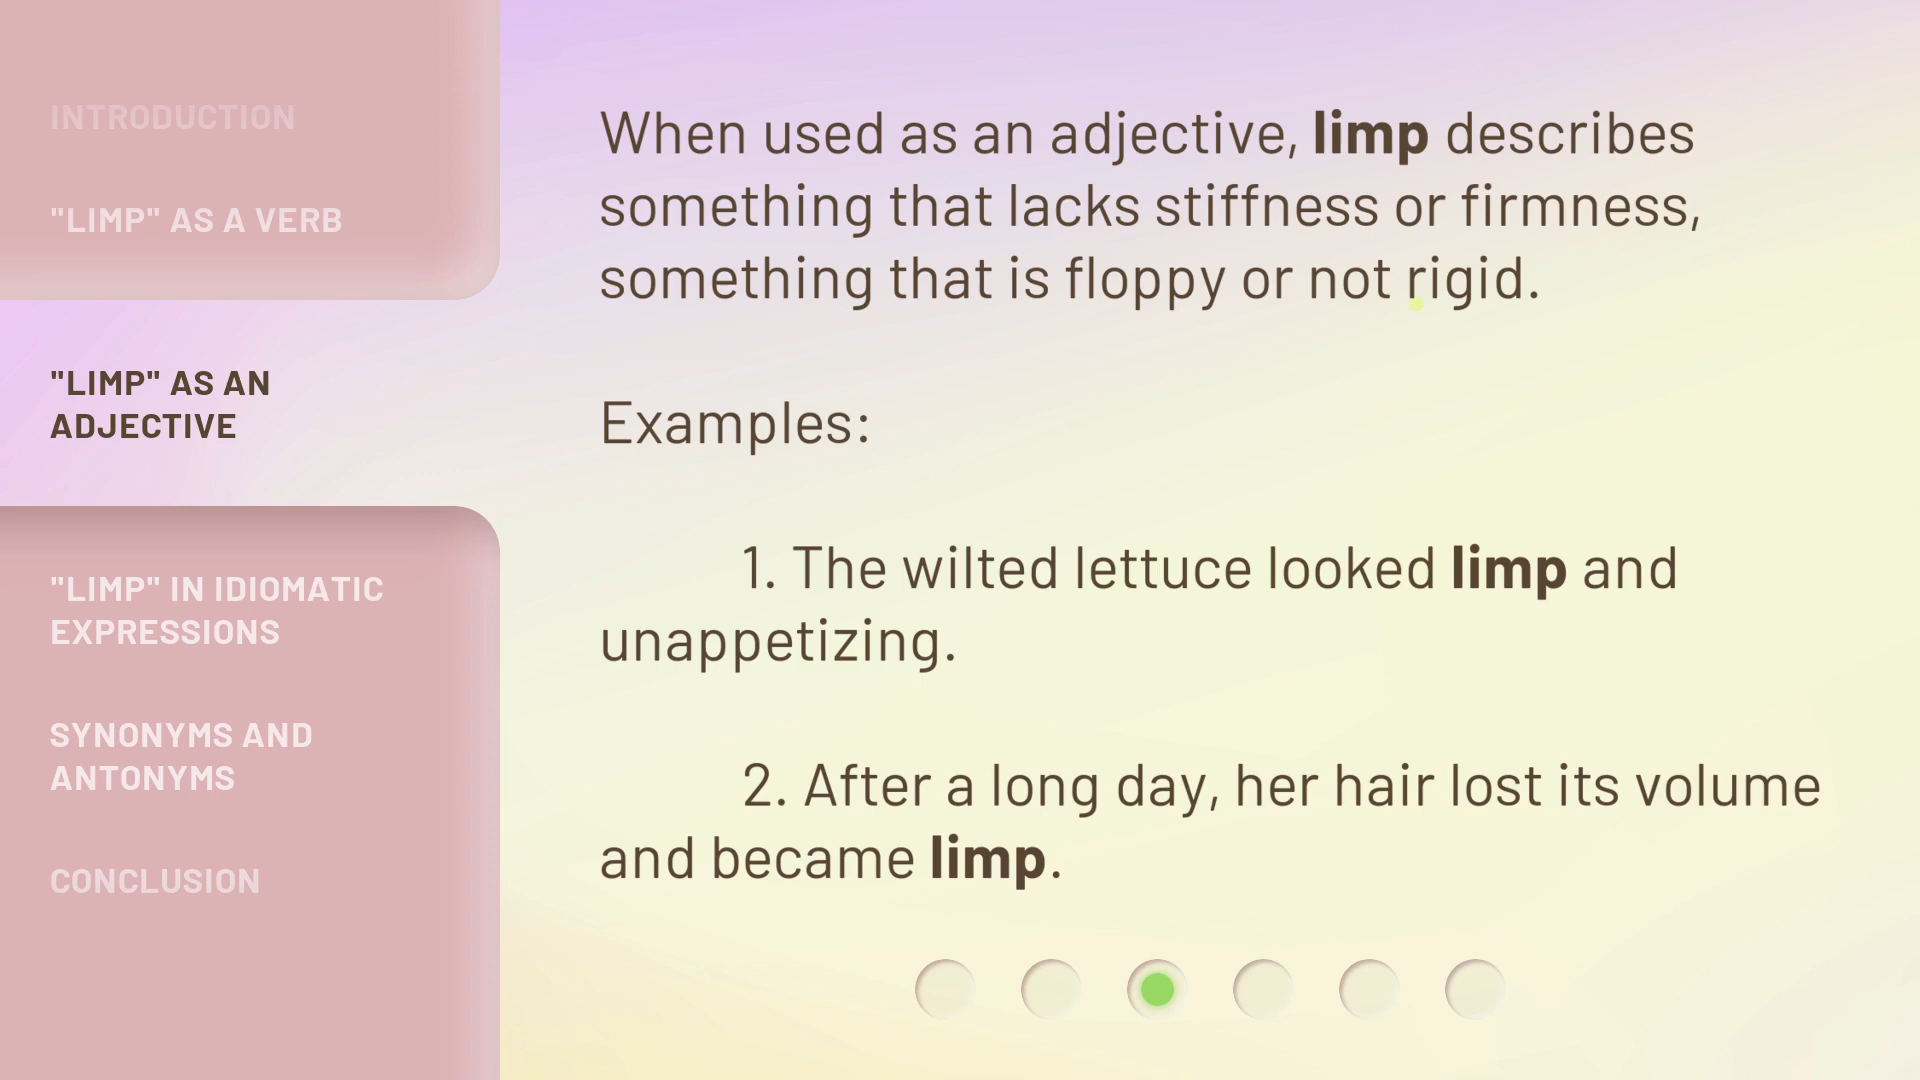 INTRODUCTION
"LIMP" AS A VERB
"LIMP" AS AN
ADJECTIVE
"LIMP" IN IDIOMATIC
EXPRESSIONS
SYNONYMS AND
ANTONYMS
CONCLUSION
When used as an adjective, limp describes
something that lacks stiffness or firmness,
something that is floppy or not rigid.
Examples:
1. The wilted lettuce looked limp and
unappetizing.
2. After a long day, her hair lost its volume
and became limp.